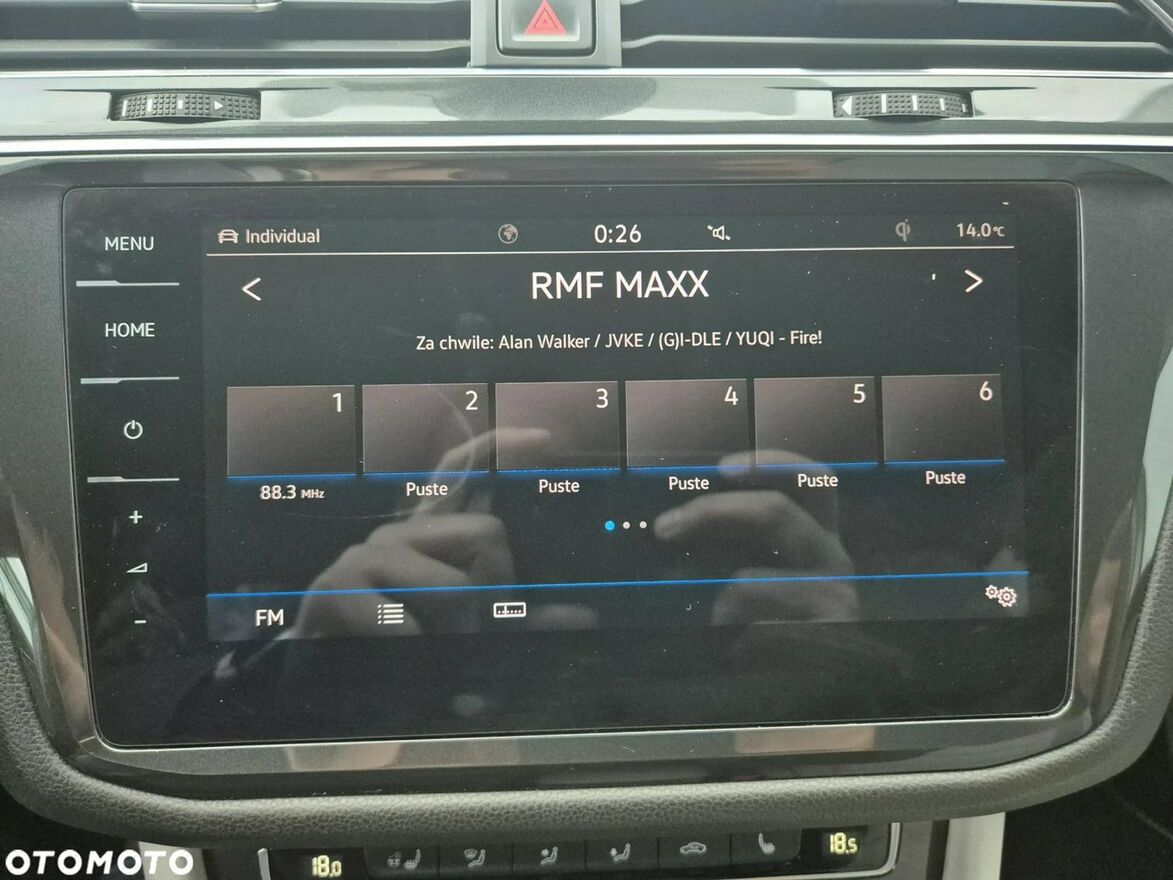 MENU
HOME
Individual
0:26
14.0°C
RMF MAXX
Za chwile: Alan Walker / JVKE / (G)I-DLE / YUQI - Fire!
1 2 3 4 5 6
88.3 MHz Puste Puste Puste Puste Puste
FM
18.0
18.5
OTOMOTO